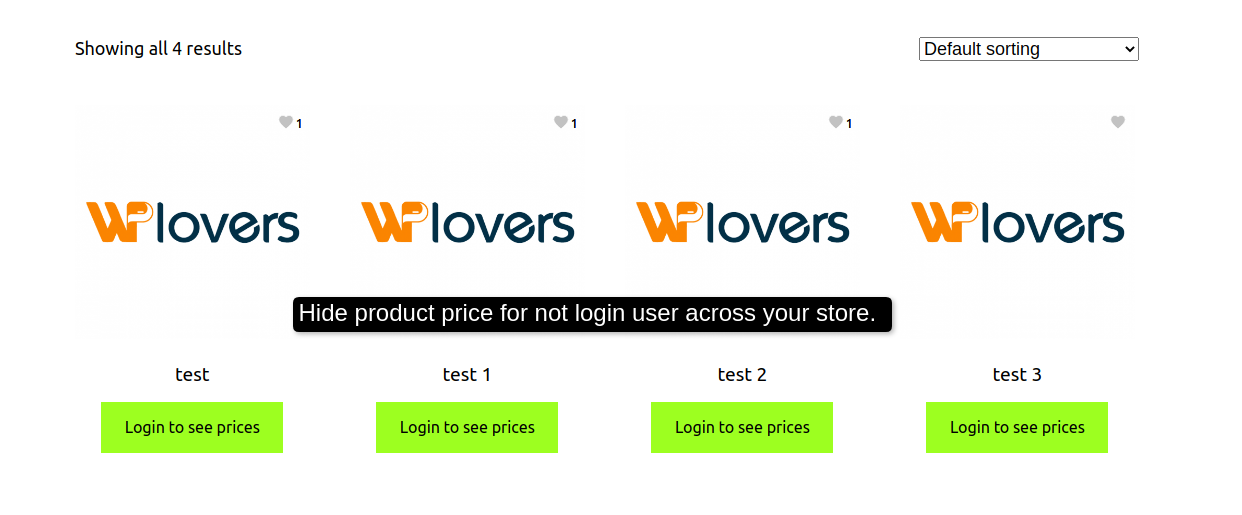 Showing all 4 results
Default sorting
1
1
1
WPlovers
WPlovers
WPlovers
WPlovers
Hide product price for not login user across your store.
test
test 1
test 2
test 3
Login to see prices
Login to see prices
Login to see prices
Login to see prices